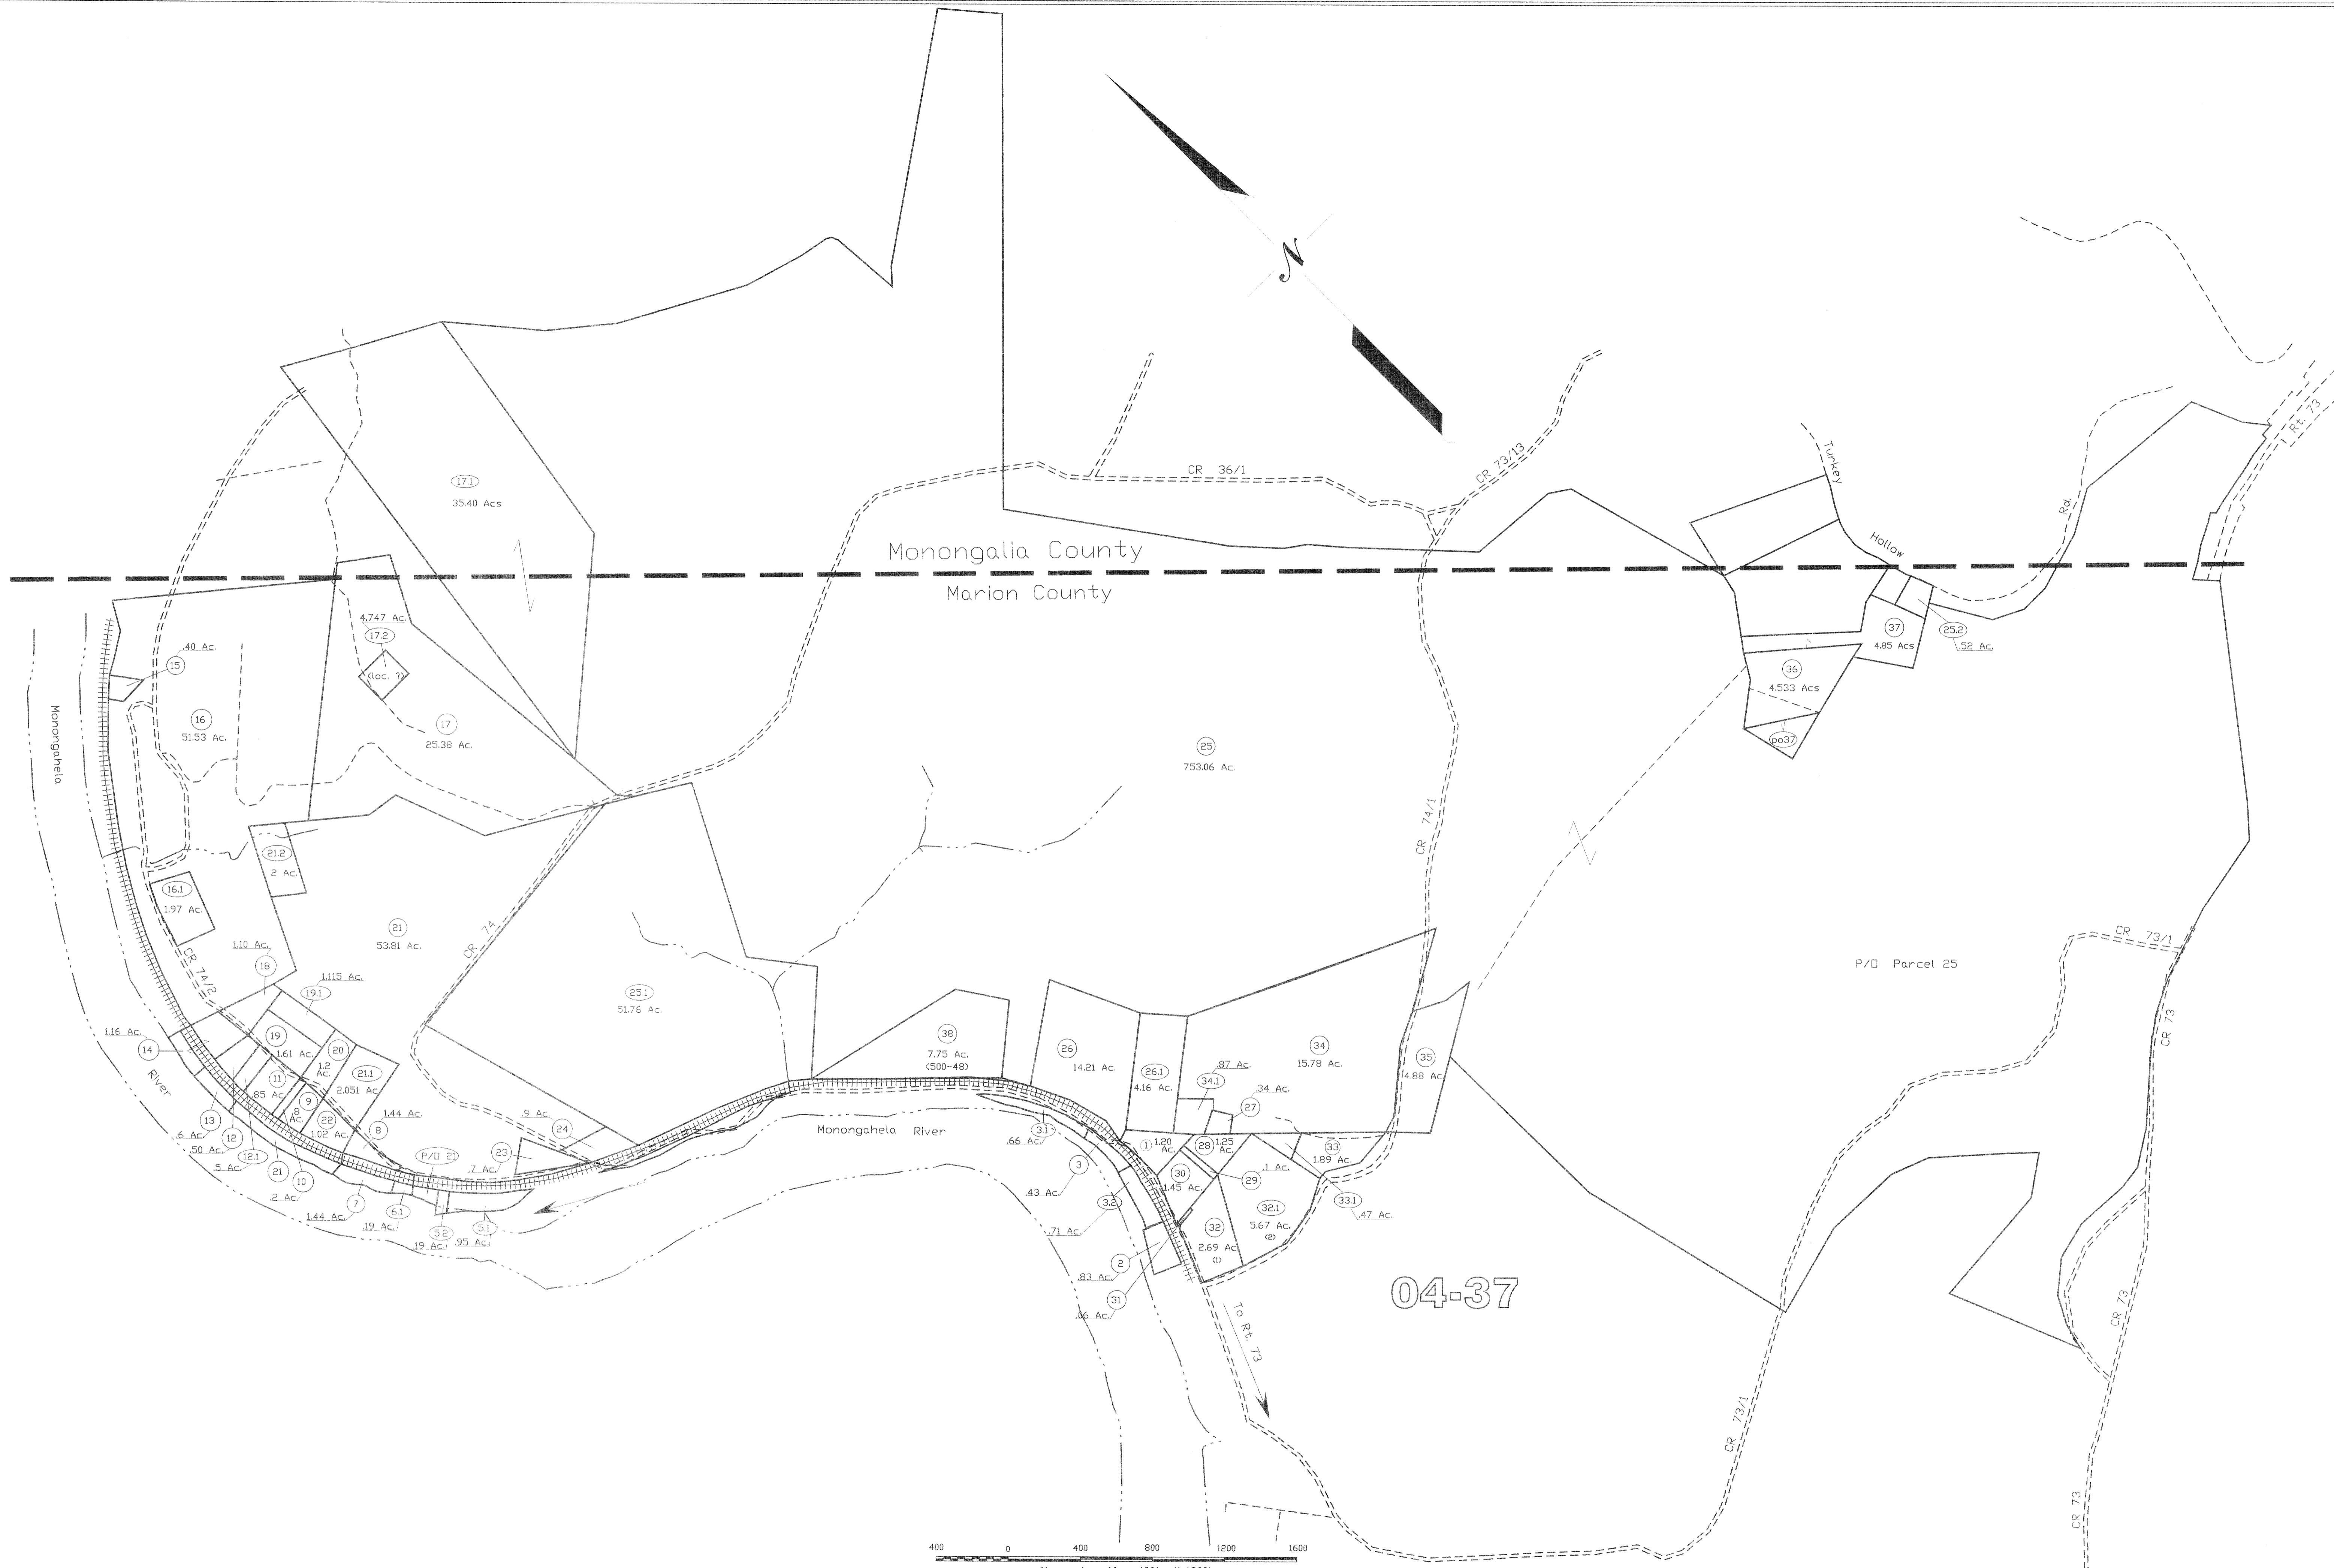 N
CR 36/1
CR 73/13
Rt. 73
Turkey
Hollow
Rd.
17.1
35.40 Acs
Monongalia County
Marion County
4.747 Ac.
17.2
(loc. ?)
.40 Ac.
15
16
51.53 Ac.
17
25.38 Ac.
Monongahela
River
25
753.06 Ac.
37
4.85 Acs
25.2
.52 Ac.
36
4.533 Acs
po37
CR 74/1
21.2
2 Ac.
16.1
1.97 Ac.
CR 74/2
21
53.81 Ac.
CR 74
25.1
51.76 Ac.
1.10 Ac.
18
1.115 Ac.
19.1
1.16 Ac.
14
19
1.61 Ac.
20
1.2
Ac.
21.1
2.051 Ac.
11
.85 Ac.
9
.8
Ac.
22
1.02 Ac.
1.44 Ac.
8
13
.6 Ac.
12
.50 Ac.
12.1
.5 Ac.
21
10
.2 Ac.
7
1.44 Ac.
6.1
.19 Ac.
P/O 21
5.2
.19 Ac.
5.1
.95 Ac.
23
.7 Ac.
.9 Ac.
24
38
7.75 Ac.
(500-48)
Monongahela River
26
14.21 Ac.
26.1
4.16 Ac.
34
15.78 Ac.
.87 Ac.
34.1
.34 Ac.
27
35
4.88 Ac.
3.1
.66 Ac.
3
.43 Ac.
3.2
.71 Ac.
1
1.20
Ac.
28
1.25
Ac.
30
1.45 Ac.
29
.1 Ac.
33
1.89 Ac.
33.1
.47 Ac.
32.1
5.67 Ac.
(2)
32
2.69 Ac
(1)
2
.83 Ac.
31
.06 Ac.
To Rt. 73
04-37
P/O Parcel 25
CR 73/1
CR 73
CR 73
CR 73/1
CR 73
400 0 400 800 1200 1600